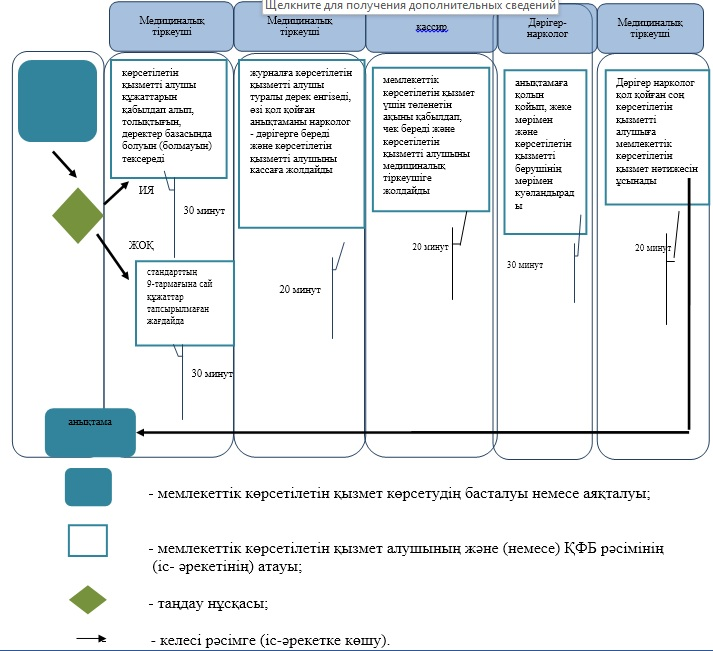 Щелкните для получения дополнительных сведений
Медициналық
тіркеуші
Медициналық
тіркеуші
кассир
Дәрігер-
нарколог
Медициналық
тіркеуші
көрсетілетін
қызметті алушы
құжаттарын
қабылдап алып,
толықтығын,
деректер базасында
болуын (болмауын)
тексереді
ИЯ
30 минут
ЖОҚ
стандарттың
9-тармағына сай
құжаттар
тапсырылмаған
жағдайда
30 минут
журналға көрсетілетін
қызметті алушы
туралы дерек енгізеді,
өзі қол қойған
анықтаманы нарколог
- дәрігерге береді
және көрсетілетін
қызметті алушыны
кассаға жолдайды
20 минут
мемлекеттік
көрсетілетін қызмет
үшін төленетін
ақыны қабылдап,
чек береді және
көрсетілетін
қызметті алушыны
медициналық
тіркеушіге
жолдайды
20 минут
анықтамаға
қолын
қойып, жеке
мөрімен
және
көрсетілетін
қызметті
берушінің
мөрімен
куәландырад
ы
30 минут
Дәрігер нарколог
қол қойған соң
көрсетілетін
қызметті
алушыға
мемлекеттік
көрсетілетін
қызмет нәтижесін
ұсынады
20 минут
анықтама
- мемлекеттік көрсетілетін қызмет көрсетудің басталуы немесе аяқталуы;
- мемлекеттік көрсетілетін қызмет алушының және (немесе) ҚФБ рәсімінің
(іс- әрекетінің) атауы;
- таңдау нұсқасы;
- келесі рәсімге (іс-әрекетке көшу).